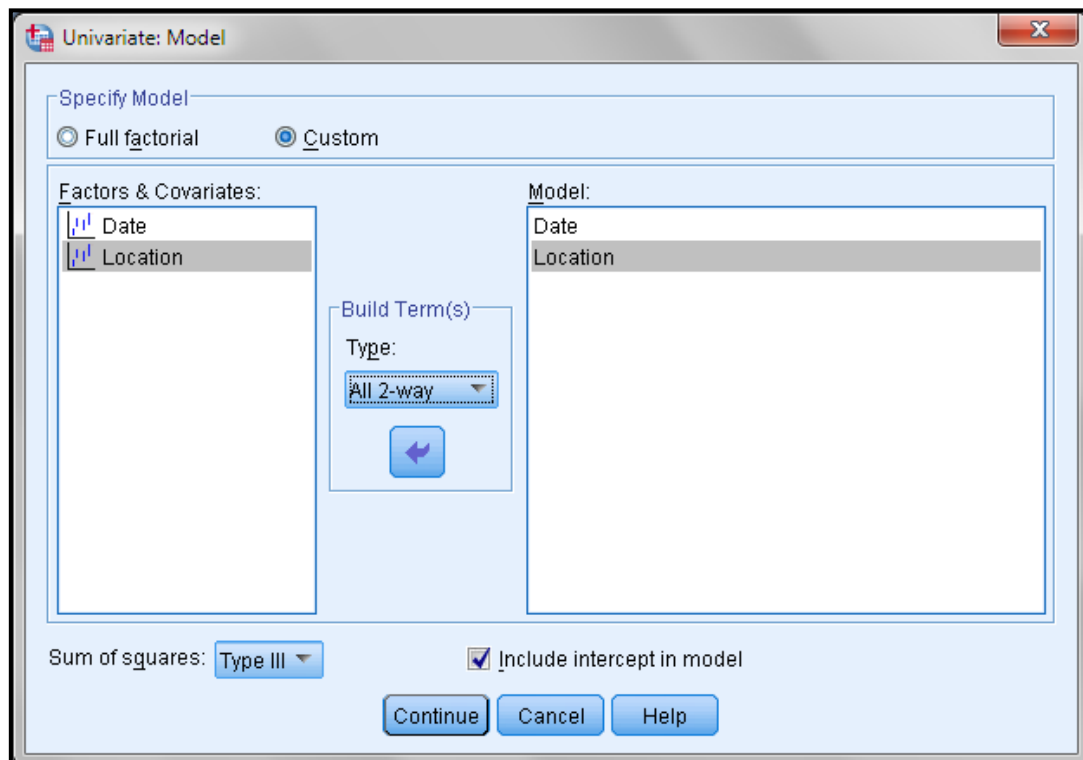 Univariate: Model
Specify Model
Full factorial
Custom
Factors & Covariates:
Date
Location
Build Term(s)
Type:
All 2-way
Model:
Date
Location
Sum of squares:
Type III
Include intercept in model
Continue
Cancel
Help